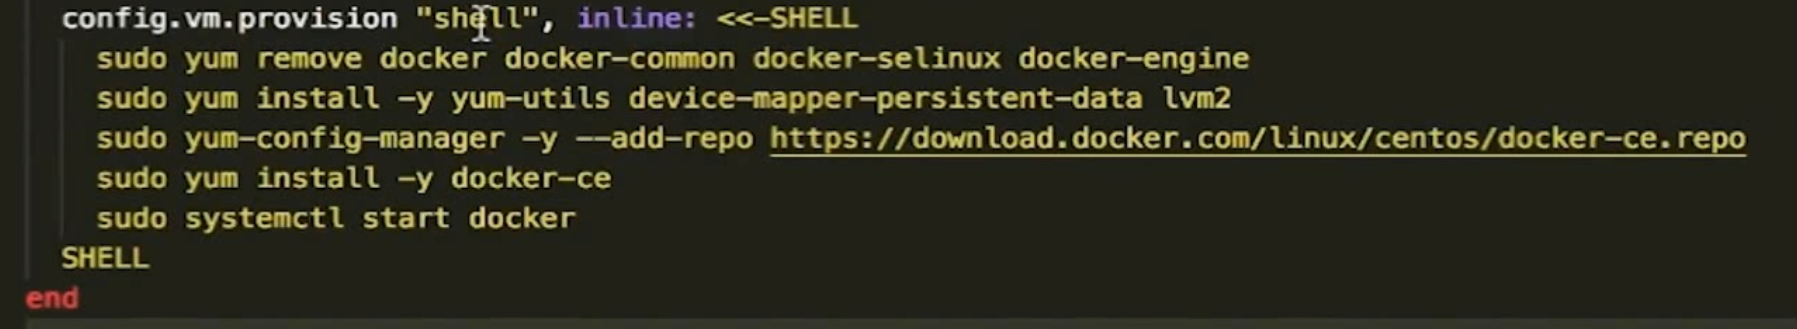 config.vm.provision "shell", inline: <<-SHELL
sudo yum remove docker docker-common docker-selinux docker-engine
sudo yum install -y yum-utils device-mapper-persistent-data lvm2
sudo yum-config-manager -y --add-repo https://download.docker.com/linux/centos/docker-ce.repo
sudo yum install -y docker-ce
sudo systemctl start docker
SHELL
end